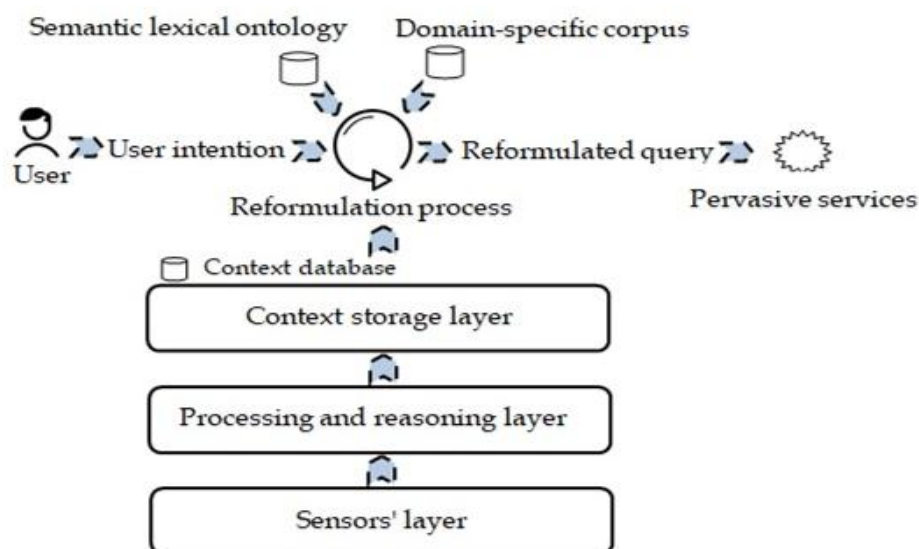 Semantic lexical ontology
Domain-specific corpus
User
User intention
Reformulated query
Pervasive services
Reformulation process
Context database
Context storage layer
Processing and reasoning layer
Sensors' layer